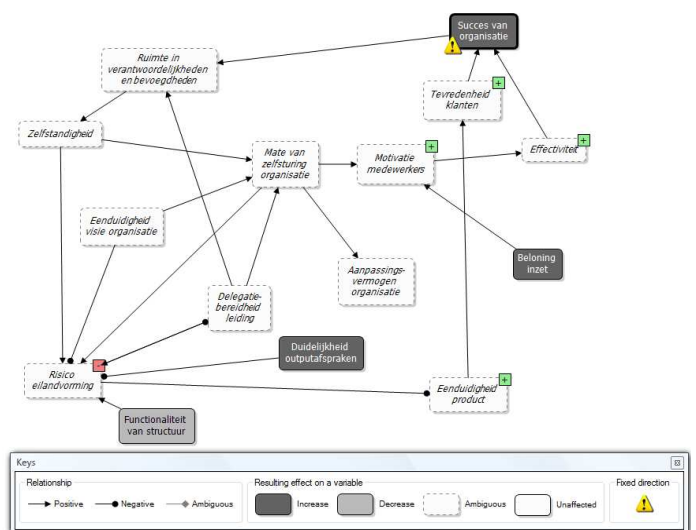 Succes van
organisatie
Ruimte in
verantwoordelijkheden
en bevoegdheden
+
Tevredenheid
klanten
Zelfstandigheid
Mate van
zelfsturing
organisatie
+
Motivatie
medewerkers
+
Effectiviteit
Eenduidigheid
visie organisatie
Beloning
inzet
Aanpassings-
vermogen
organisatie
Delegatie-
bereidheid
leiding
Duidelijkheid
outputafspraken
-
Risico
eilandvorming
+
Eenduidigheid
product
Functionaliteit
van structuur
Keys
Relationship
Positive
Negative
Ambiguous
Resulting effect on a variable
Increase
Decrease
Ambiguous
Unaffected
Fixed direction